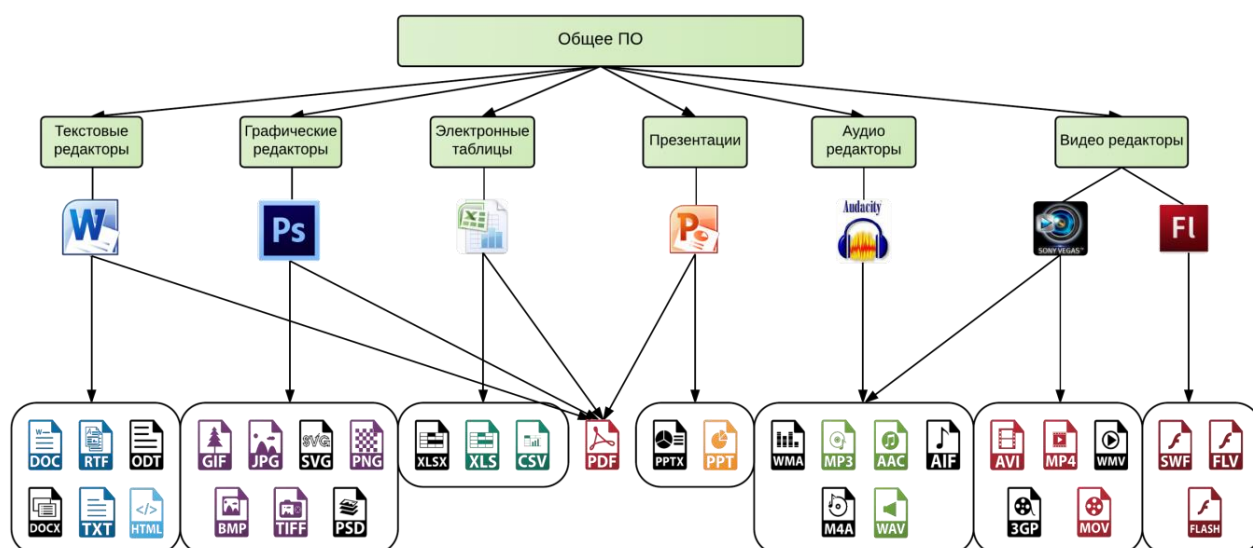 Общее ПО
Текстовые
редакторы
Графические
редакторы
Электронные
таблицы
Презентации
Аудио
редакторы
Видео редакторы
W
Ps
X
P
Audacity
SONY VEGAS™
Fl
DOC
RTF
ODT
DOCX
TXT
HTML
GIF
JPG
SVG
SVG
PNG
BMP
TIFF
PSD
XLSX
XLS
CSV
PDF
PPTX
PPT
WMA
MP3
AAC
AIF
M4A
WAV
AVI
MP4
WMV
3GP
MOV
SWF
FLV
FLASH